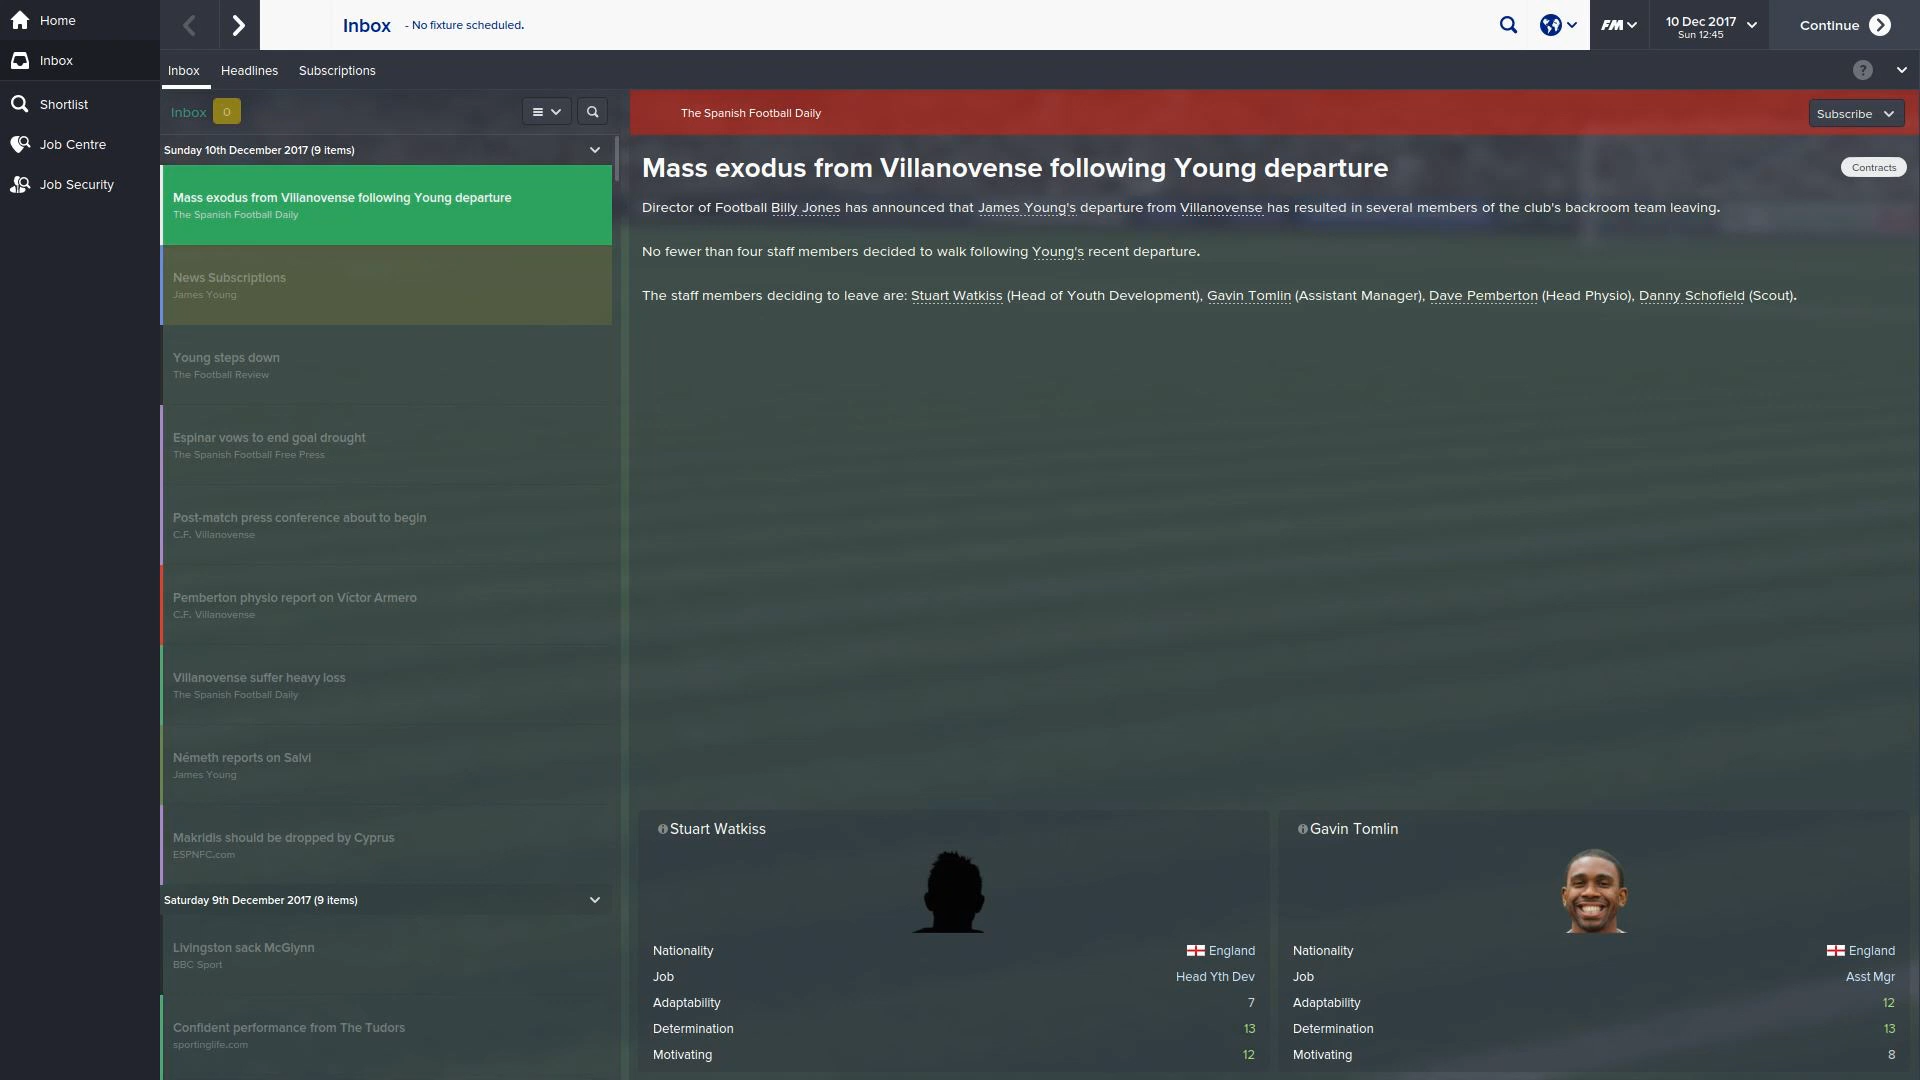 Home
Inbox
Shortlist
Job Centre
Job Security
Inbox - No fixture scheduled.
FM
10 Dec 2017
Sun 12:45
Continue
Inbox Headlines Subscriptions
?
Inbox 0
Sunday 10th December 2017 (9 items)
Mass exodus from Villanovense following Young departure
The Spanish Football Daily
News Subscriptions
James Young
Young steps down
The Football Review
Espinar vows to end goal drought
The Spanish Football Free Press
Post-match press conference about to begin
C.F. Villanovense
Pemberton physio report on Víctor Armero
C.F. Villanovense
Villanovense suffer heavy loss
The Spanish Football Daily
Németh reports on Salvi
James Young
Makridis should be dropped by Cyprus
ESPNFC.com
Saturday 9th December 2017 (9 items)
Livingston sack McGlynn
BBC Sport
Confident performance from The Tudors
sportinglife.com
The Spanish Football Daily
Subscribe
Mass exodus from Villanovense following Young departure
Contracts
Director of Football Billy Jones has announced that James Young's departure from Villanovense has resulted in several members of the club's backroom team leaving.
No fewer than four staff members decided to walk following Young's recent departure.
The staff members deciding to leave are: Stuart Watkiss (Head of Youth Development), Gavin Tomlin (Assistant Manager), Dave Pemberton (Head Physio), Danny Schofield (Scout).
Stuart Watkiss
Nationality England
Job Head Yth Dev
Adaptability 7
Determination 13
Motivating 12
Gavin Tomlin
Nationality England
Job Asst Mgr
Adaptability 12
Determination 13
Motivating 8